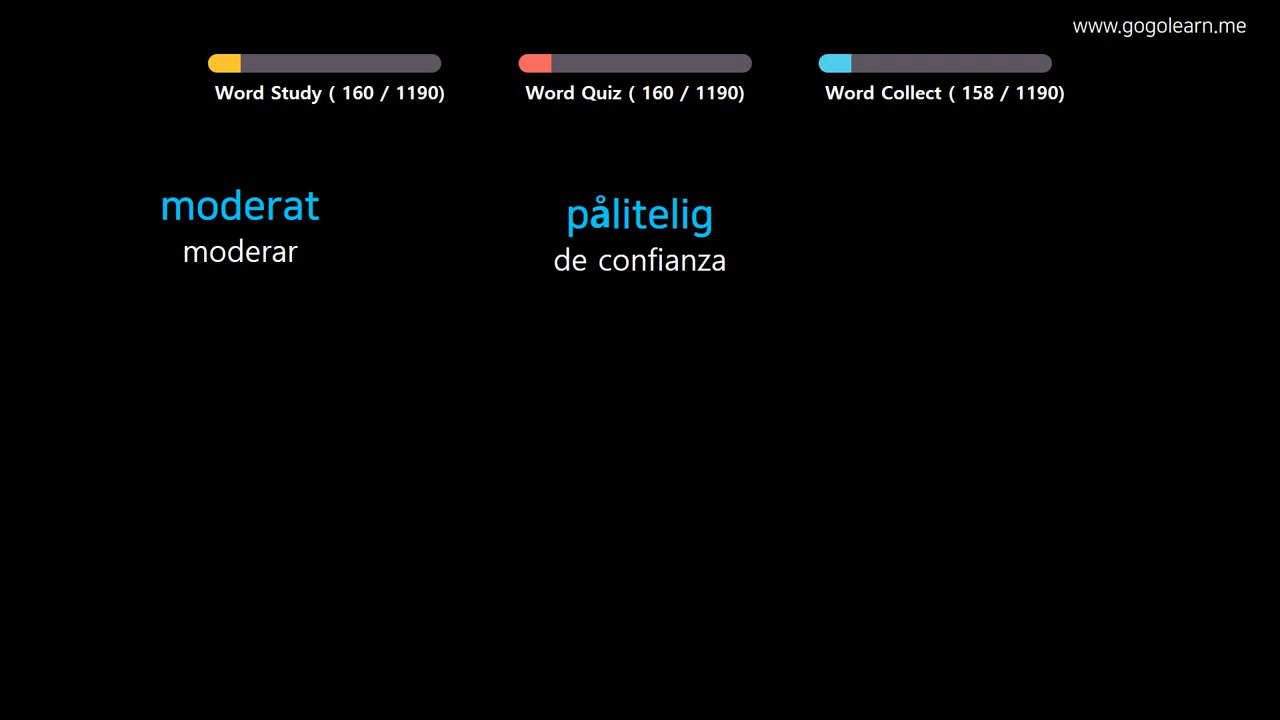 www.gogolearn.me
Word Study ( 160 / 1190)
Word Quiz ( 160 / 1190)
Word Collect ( 158 / 1190)
moderat
moderar
pålitelig
de confianza